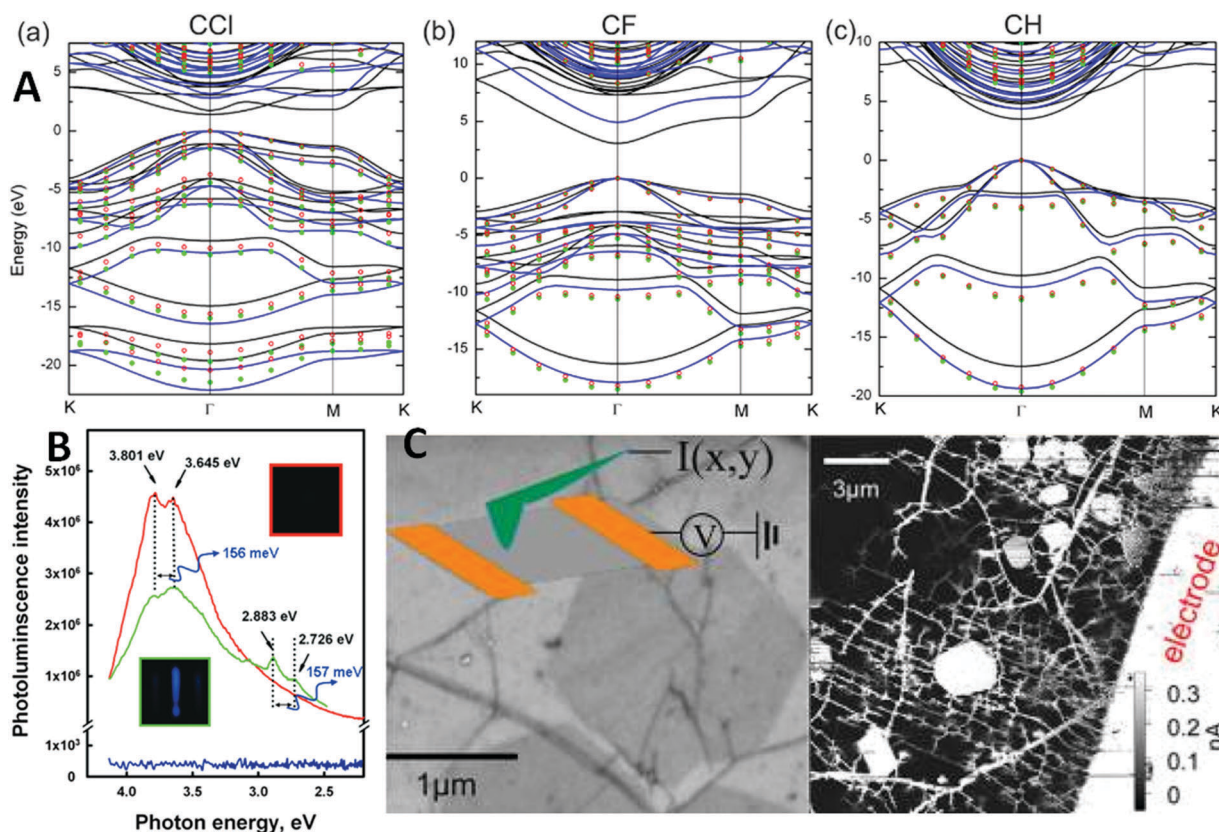 (a) CCl
(b) CF
(c) CH
A
Energy (eV)
5
0
-5
-10
-15
-20
K Γ M K
10
5
0
-5
-10
-15
K Γ M K
10
5
0
-5
-10
-15
-20
K Γ M K
B
Photoluminescence intensity
5x10⁶
4x10⁶
3x10⁶
2x10⁶
1x10⁶
1x10³
0
3.801 eV
3.645 eV
156 meV
2.883 eV
2.726 eV
157 meV
4.0 3.5 3.0 2.5
Photon energy, eV
C
I(x,y)
V
1µm
3µm
electrode
0.3
0.2
0.1
0
nA